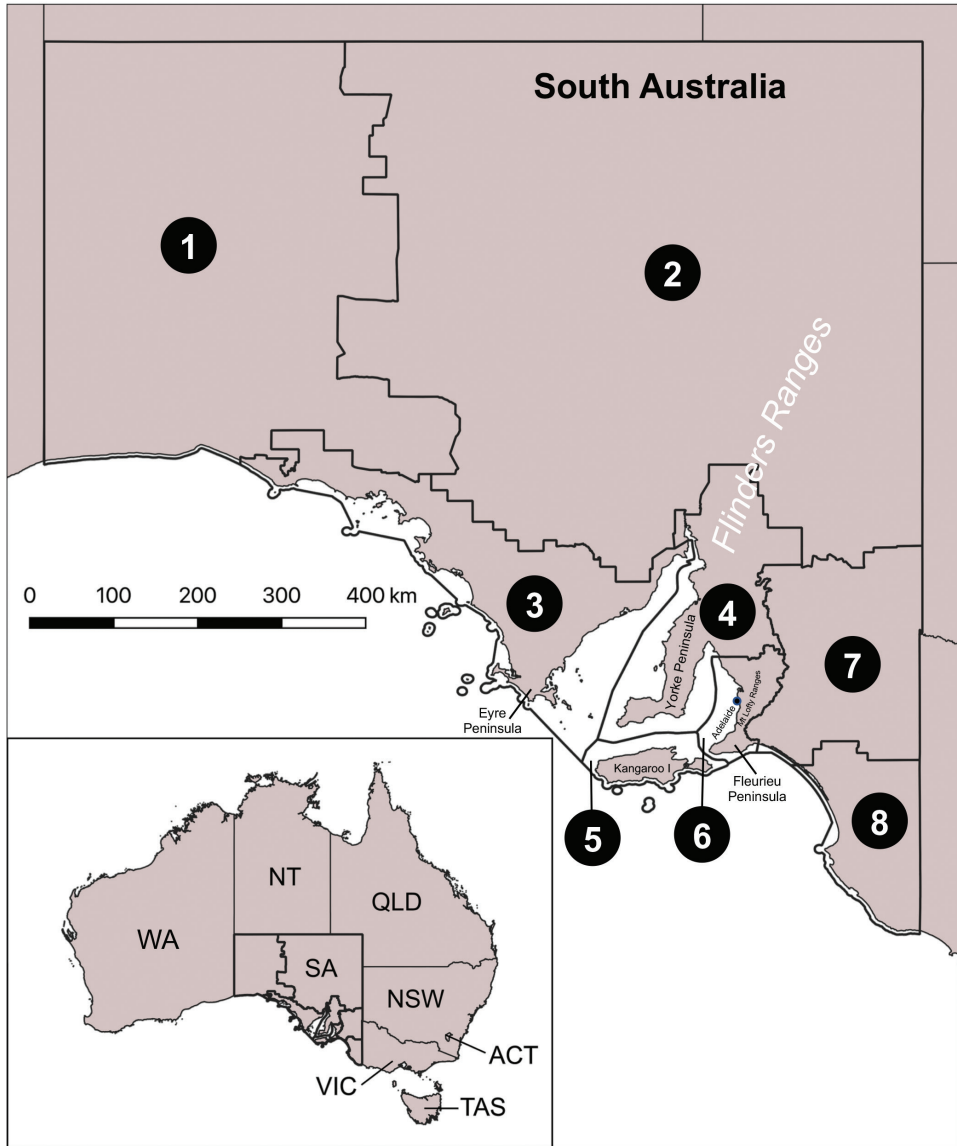 South Australia
1
2
Flinders Ranges
0 100 200 300 400 km
3
4
Yorke Peninsula
7
Adelaide
Mt Lofty Ranges
Eyre
Peninsula
Kangaroo I
Fleurieu
Peninsula
5
6
8
NT
QLD
WA
SA
NSW
ACT
VIC
TAS